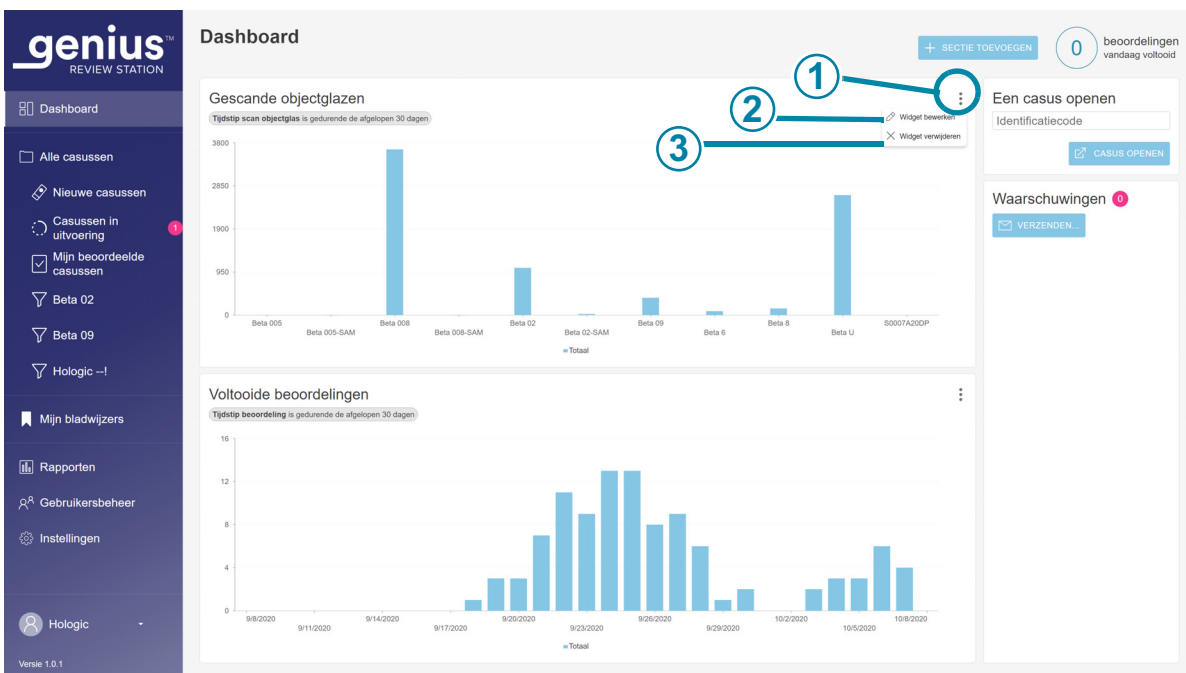 genius™
REVIEW STATION
Dashboard
Alle casussen
Nieuwe casussen
Casussen in
uitvoering
1
Mijn beoordeelde
casussen
Beta 02
Beta 09
Hologic --!
Mijn bladwijzers
Rapporten
Gebruikersbeheer
Instellingen
Hologic
Versie 1.0.1
Dashboard
+ SECTIE TOEVOEGEN
0
beoordelingen
vandaag voltooid
1
2
3
Gescande objectglazen
Tijdstip scan objectglas is gedurende de afgelopen 30 dagen
Widget bewerken
Widget verwijderen
3800
2850
1900
950
0
Beta 005
Beta 005-SAM
Beta 008
Beta 008-SAM
Beta 02
Beta 02-SAM
Beta 09
Beta 6
Beta 8
Beta U
S0007A20DP
Totaal
Voltooide beoordelingen
Tijdstip beoordeling is gedurende de afgelopen 30 dagen
16
12
8
4
0
9/8/2020
9/11/2020
9/14/2020
9/17/2020
9/20/2020
9/23/2020
9/26/2020
9/29/2020
10/2/2020
10/5/2020
10/8/2020
Totaal
Een casus openen
Identificatiecode
CASUS OPENEN
Waarschuwingen 0
VERZENDEN...